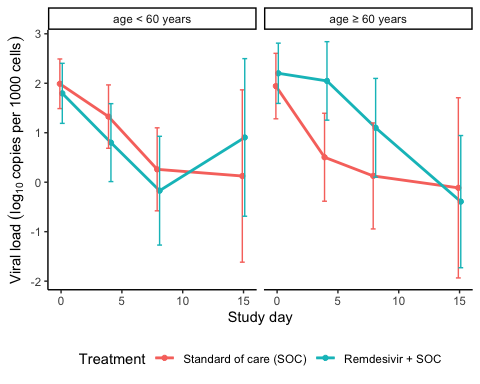 age < 60 years
age ≥ 60 years
Viral load (log₁₀ copies per 1000 cells)
3
2
1
0
-1
-2
0 5 10 15
0 5 10 15
Study day
Treatment Standard of care (SOC) Remdesivir + SOC